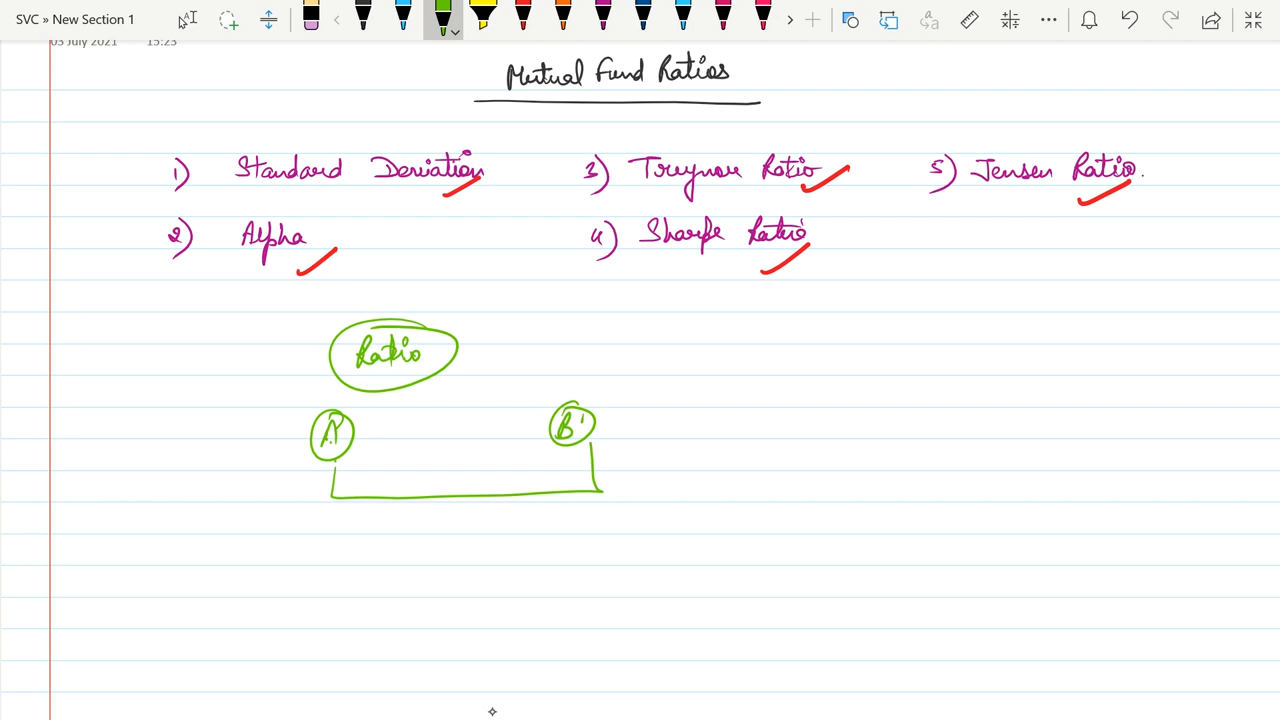 SVC » New Section 1
03 July 2021 15:23
Mutual Fund Ratios
1) Standard Deviation 3) Treynor Ratio 5) Jensen Ratio.
2) Alpha 4) Sharpe Ratio
Ratio
A B